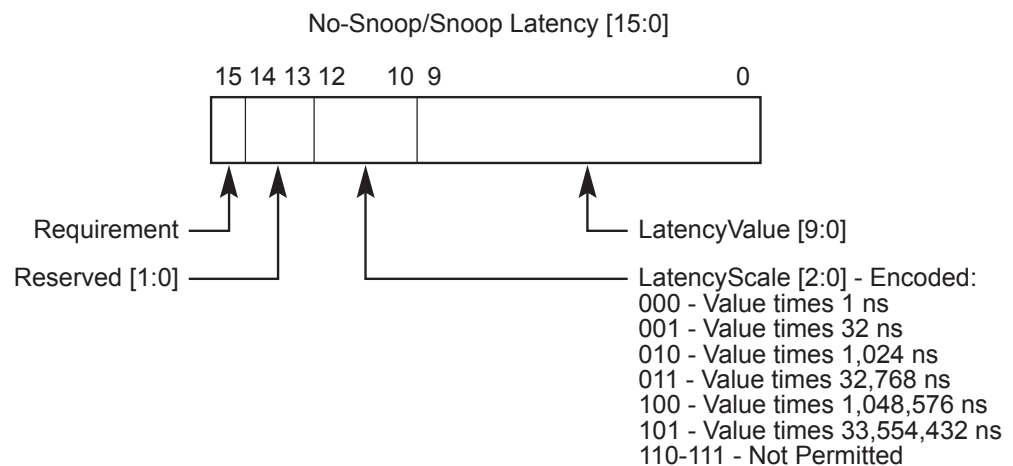 No-Snoop/Snoop Latency [15:0]
15 14 13 12 10 9 0
Requirement
LatencyValue [9:0]
Reserved [1:0]
LatencyScale [2:0] - Encoded:
000 - Value times 1 ns
001 - Value times 32 ns
010 - Value times 1,024 ns
011 - Value times 32,768 ns
100 - Value times 1,048,576 ns
101 - Value times 33,554,432 ns
110-111 - Not Permitted